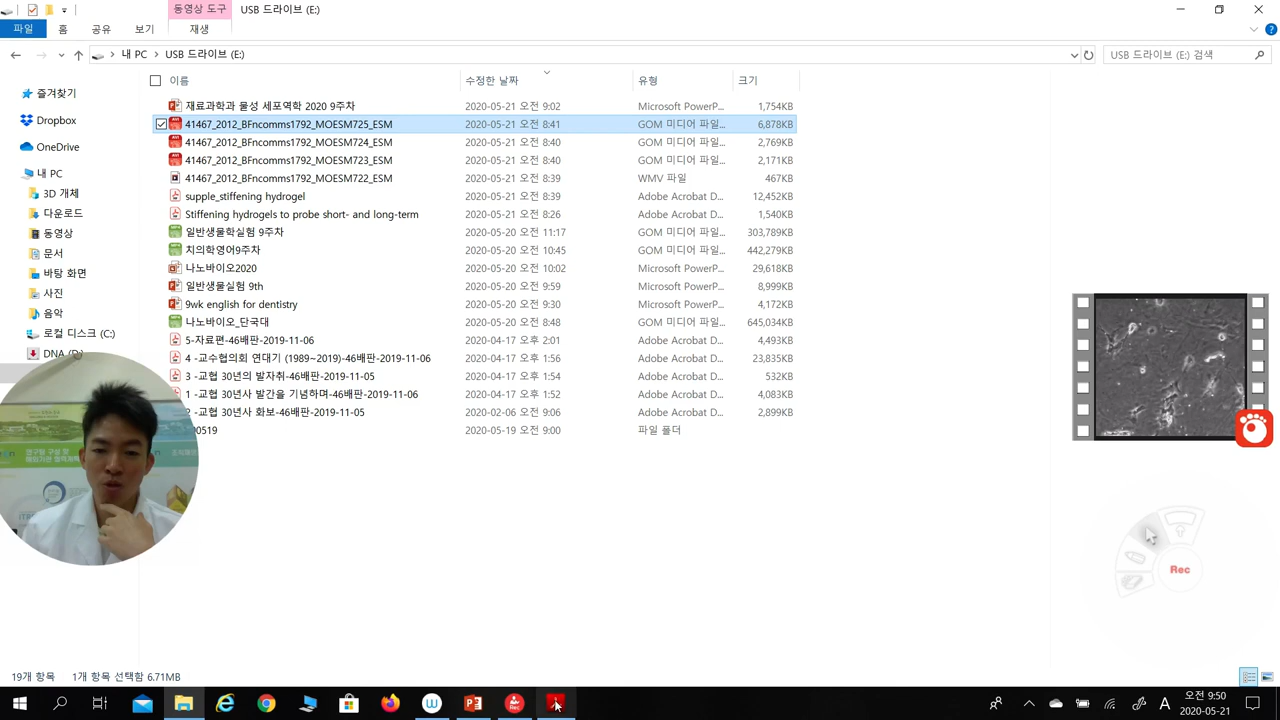 동영상 도구
USB 드라이브 (E:)
파일
홈
공유
보기
재생
내 PC
USB 드라이브 (E:)
USB 드라이브 (E:) 검색
이름
수정한 날짜
유형
크기
즐겨찾기
Dropbox
OneDrive
내 PC
3D 개체
다운로드
동영상
문서
바탕 화면
사진
음악
로컬 디스크 (C:)
DNA (D:)
재료과학과 물성 세포역학 2020 9주차 2020-05-21 오전 9:02 Microsoft PowerP... 1,754KB
41467_2012_BFncomms1792_MOESM725_ESM 2020-05-21 오전 8:41 GOM 미디어 파일... 6,878KB
41467_2012_BFncomms1792_MOESM724_ESM 2020-05-21 오전 8:40 GOM 미디어 파일... 2,769KB
41467_2012_BFncomms1792_MOESM723_ESM 2020-05-21 오전 8:40 GOM 미디어 파일... 2,171KB
41467_2012_BFncomms1792_MOESM722_ESM 2020-05-21 오전 8:39 WMV 파일 467KB
supple_stiffening hydrogel 2020-05-21 오전 8:39 Adobe Acrobat D... 12,452KB
Stiffening hydrogels to probe short- and long-term 2020-05-21 오전 8:26 Adobe Acrobat D... 1,540KB
일반생물학실험 9주차 2020-05-20 오전 11:17 GOM 미디어 파일... 303,789KB
치의학영어9주차 2020-05-20 오전 10:45 GOM 미디어 파일... 442,279KB
나노바이오2020 2020-05-20 오전 10:02 Microsoft PowerP... 29,618KB
일반생물실험 9th 2020-05-20 오전 9:59 Microsoft PowerP... 8,999KB
9wk english for dentistry 2020-05-20 오전 9:30 Microsoft PowerP... 4,172KB
나노바이오_단국대 2020-05-20 오전 8:48 GOM 미디어 파일... 645,034KB
5-자료편-46배판-2019-11-06 2020-04-17 오후 2:01 Adobe Acrobat D... 4,493KB
4 -교수협의회 연대기 (1989~2019)-46배판-2019-11-06 2020-04-17 오후 1:56 Adobe Acrobat D... 23,835KB
3 -교협 30년의 발자취-46배판-2019-11-05 2020-04-17 오후 1:54 Adobe Acrobat D... 532KB
1 -교협 30년사 발간을 기념하며-46배판-2019-11-06 2020-04-17 오후 1:52 Adobe Acrobat D... 4,083KB
2 -교협 30년사 화보-46배판-2019-11-05 2020-02-06 오후 9:06 Adobe Acrobat D... 2,899KB
0519 2020-05-19 오전 9:00 파일 폴더
Rec
19개 항목 1개 항목 선택함 6.71MB
A
오전 9:50
2020-05-21